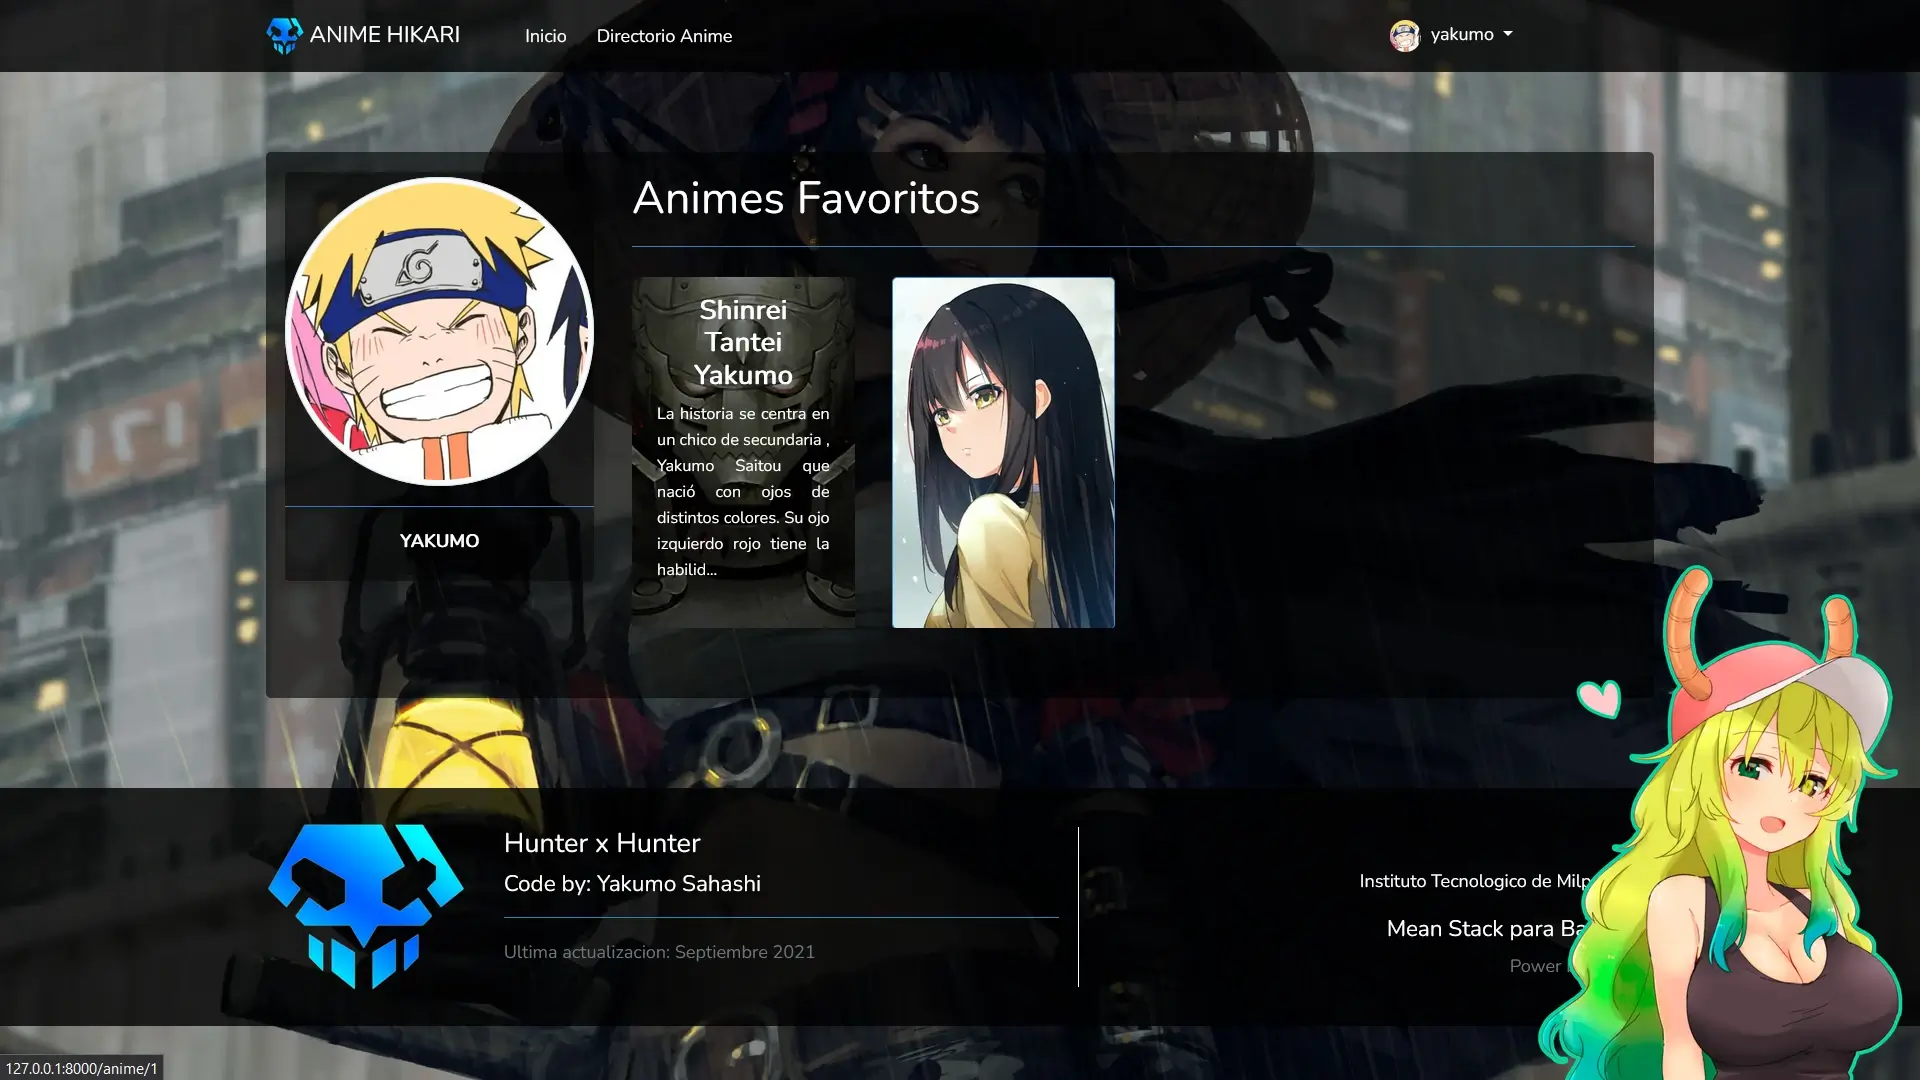 ANIME HIKARI
Inicio
Directorio Anime
yakumo
Animes Favoritos
Shinrei
Tantei
Yakumo
La historia se centra en
un chico de secundaria ,
Yakumo Saitou que
nació con ojos de
distintos colores. Su ojo
izquierdo rojo tiene la
habilid...
YAKUMO
Hunter x Hunter
Code by: Yakumo Sahashi
Ultima actualizacion: Septiembre 2021
Instituto Tecnologico de Milp
Mean Stack para Ba
Power
127.0.0.1:8000/anime/1